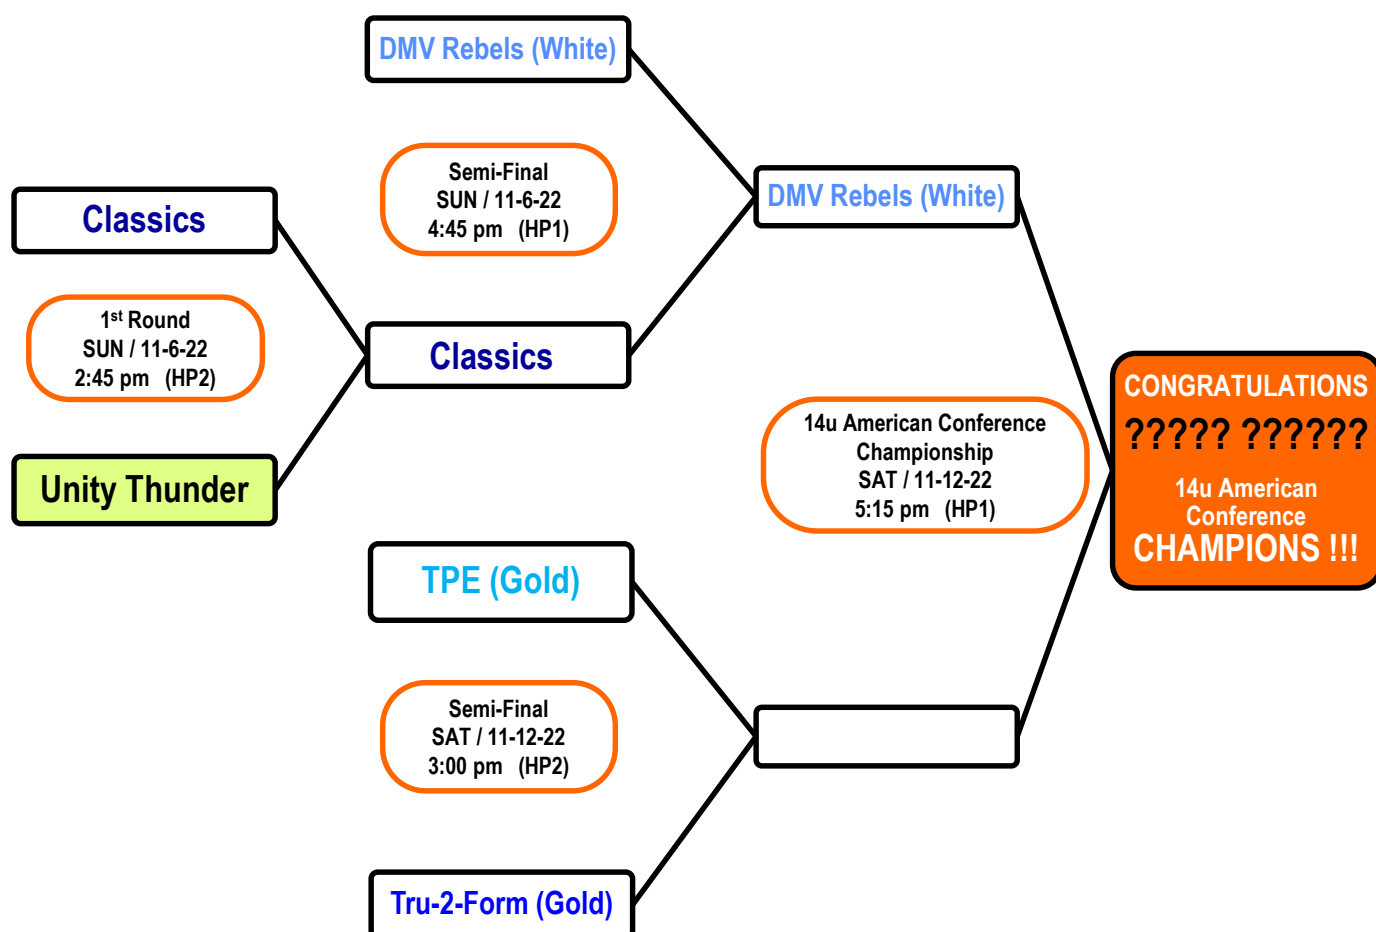 DMV Rebels (White)
Semi-Final
SUN / 11-6-22
4:45 pm (HP1)
DMV Rebels (White)
Classics
1st Round
SUN / 11-6-22
2:45 pm (HP2)
Classics
Unity Thunder
14u American Conference
Championship
SAT / 11-12-22
5:15 pm (HP1)
CONGRATULATIONS
????? ??????
14u American
Conference
CHAMPIONS !!!
TPE (Gold)
Semi-Final
SAT / 11-12-22
3:00 pm (HP2)
Tru-2-Form (Gold)